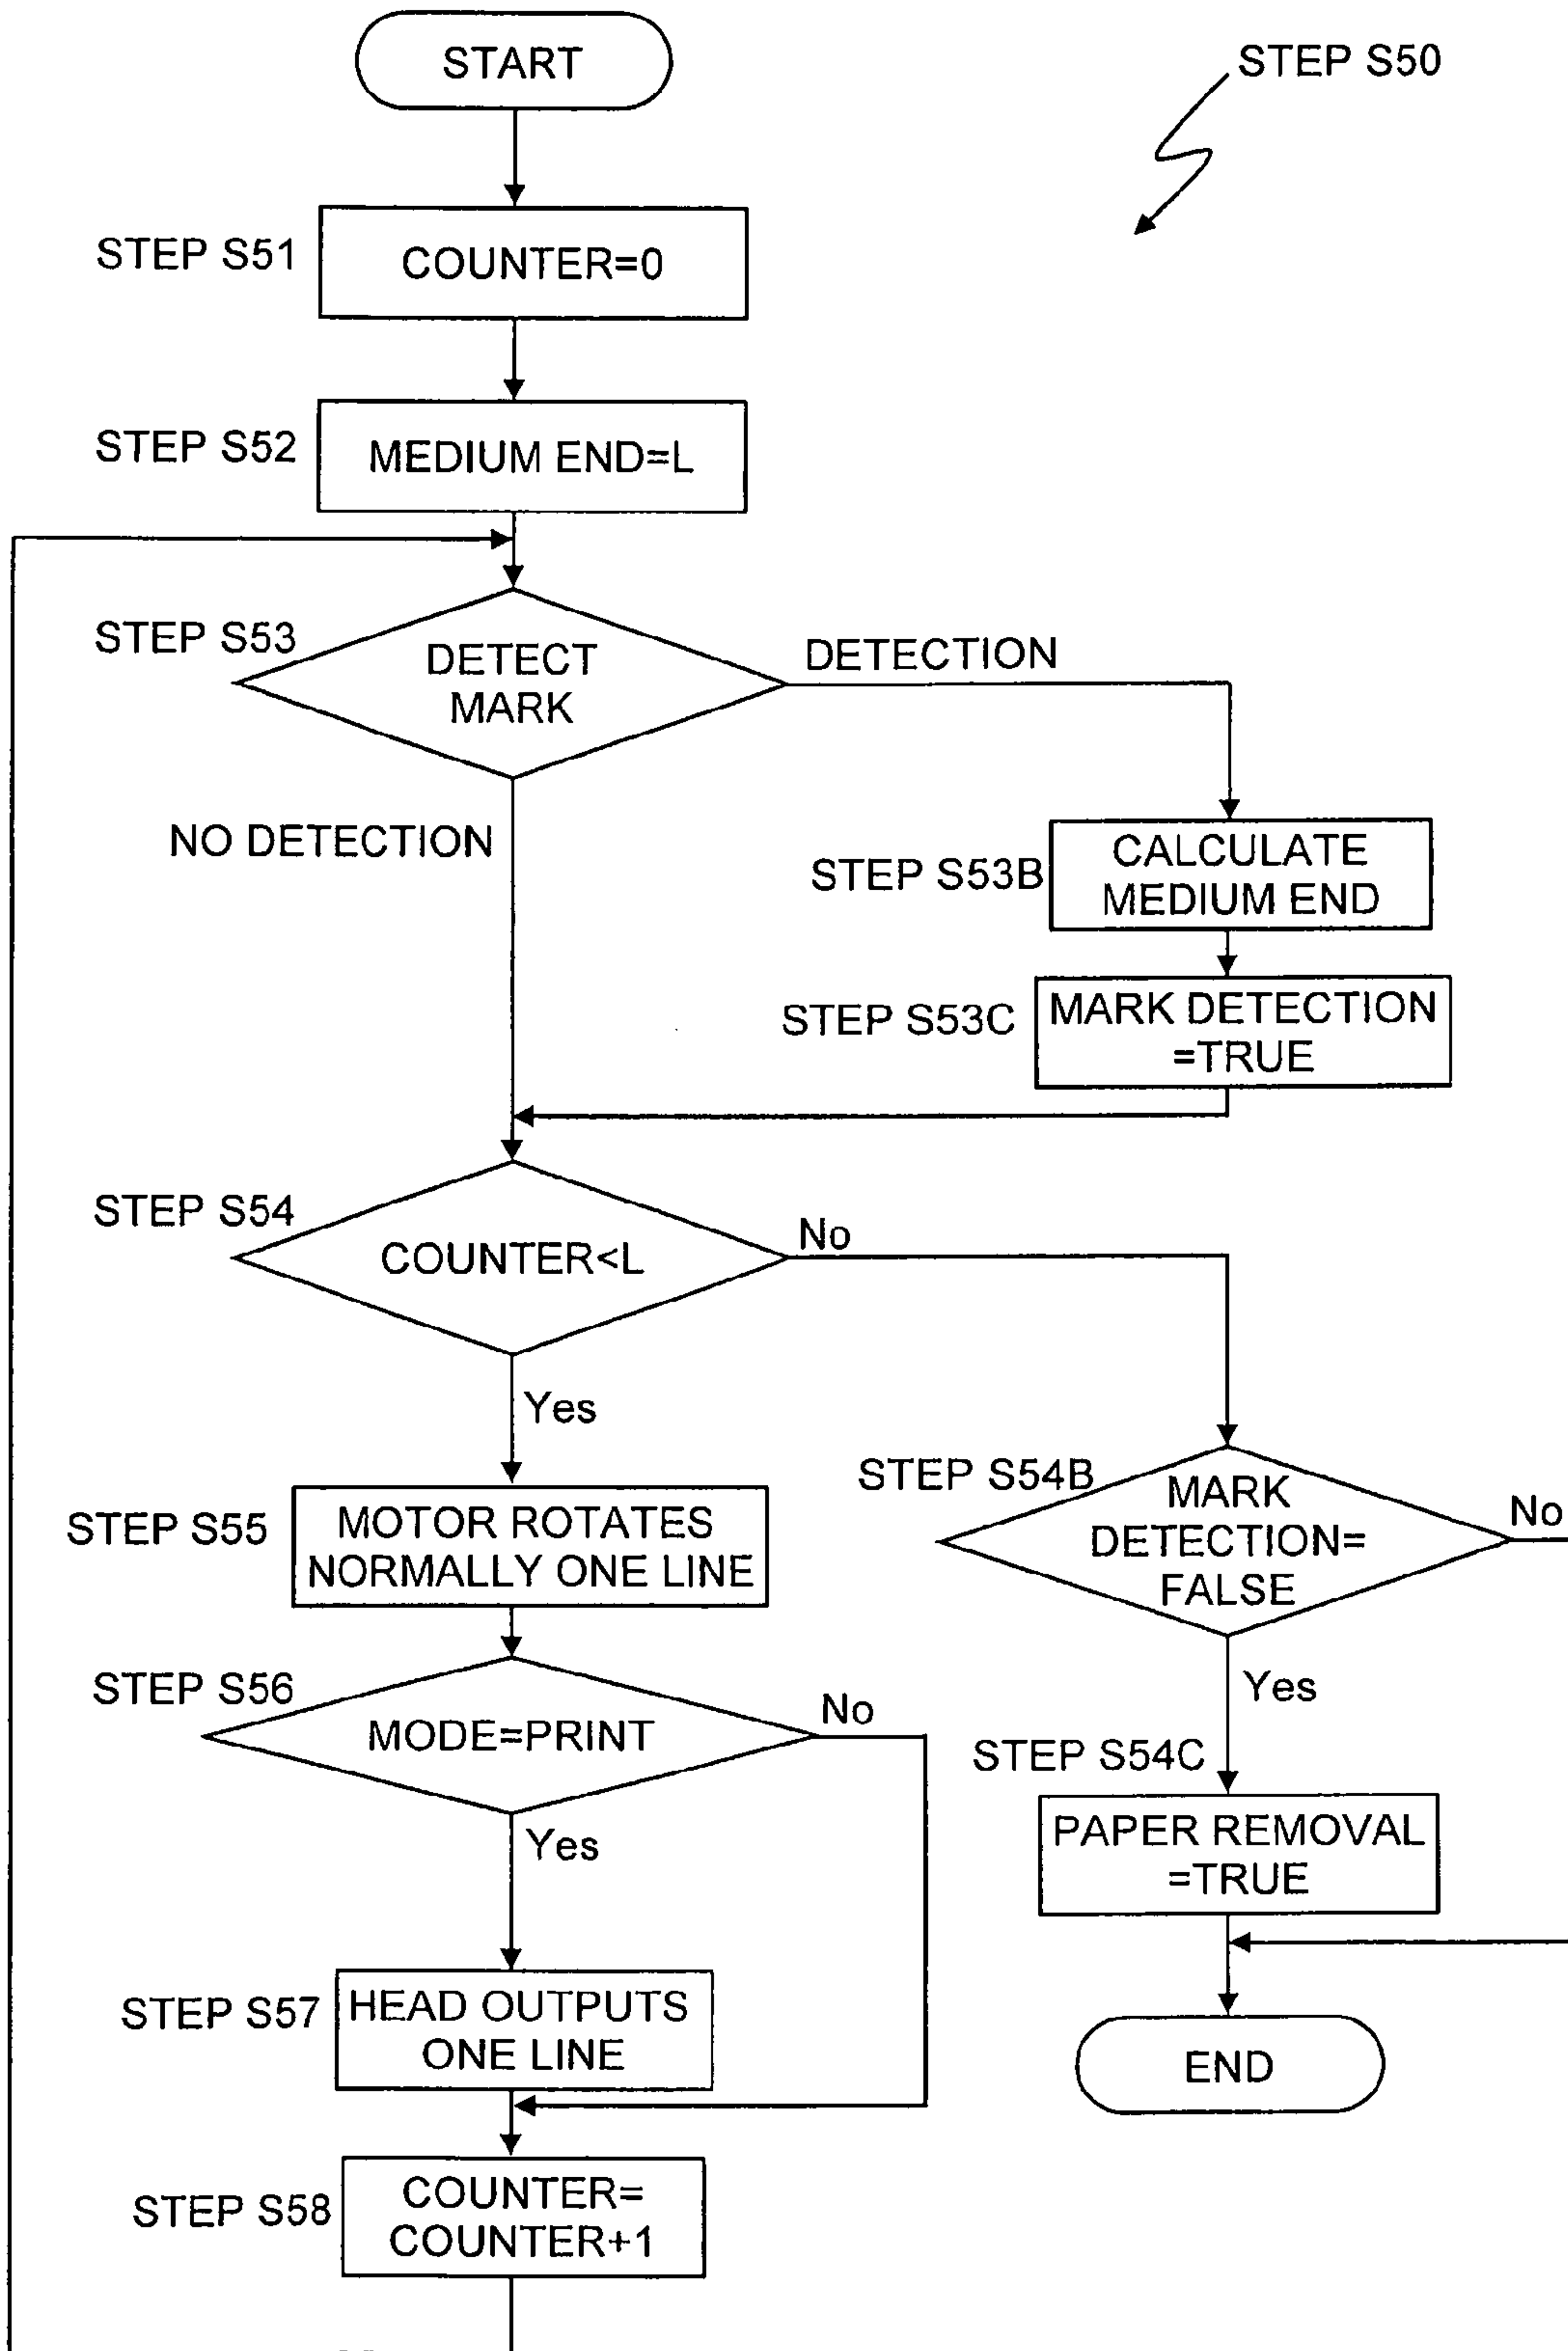 START
STEP S50
STEP S51
COUNTER=0
STEP S52
MEDIUM END=L
STEP S53
DETECT
MARK
DETECTION
NO DETECTION
STEP S53B
CALCULATE
MEDIUM END
STEP S53C
MARK DETECTION
=TRUE
STEP S54
COUNTER<L
No
Yes
STEP S54B
MARK
DETECTION=
FALSE
No
STEP S55
MOTOR ROTATES
NORMALLY ONE LINE
Yes
STEP S56
MODE=PRINT
No
STEP S54C
PAPER REMOVAL
=TRUE
Yes
STEP S57
HEAD OUTPUTS
ONE LINE
END
STEP S58
COUNTER=
COUNTER+1